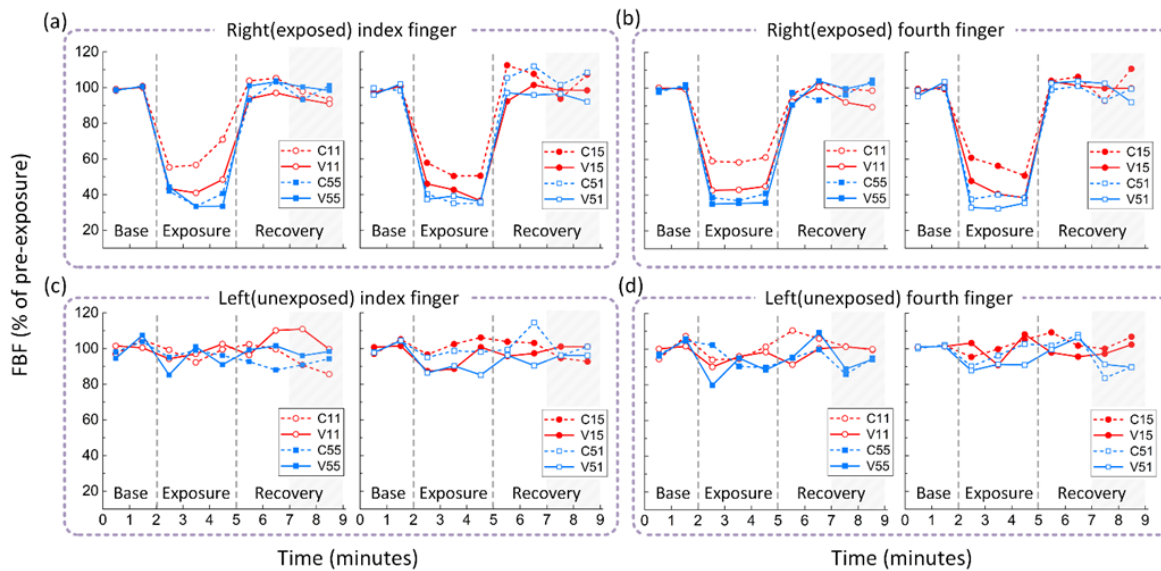 (a) Right(exposed) index finger
(b) Right(exposed) fourth finger
120
100
80
60
40
20
C11
V11
C55
V55
C15
V15
C51
V51
C11
V11
C55
V55
C15
V15
C51
V51
Base Exposure Recovery
Base Exposure Recovery
Base Exposure Recovery
Base Exposure Recovery
FBF (% of pre-exposure)
(c) Left(unexposed) index finger
(d) Left(unexposed) fourth finger
120
100
80
60
40
20
C11
V11
C55
V55
C15
V15
C51
V51
C11
V11
C55
V55
C15
V15
C51
V51
Base Exposure Recovery
Base Exposure Recovery
Base Exposure Recovery
Base Exposure Recovery
0 1 2 3 4 5 6 7 8 9
0 1 2 3 4 5 6 7 8 9
0 1 2 3 4 5 6 7 8 9
0 1 2 3 4 5 6 7 8 9
Time (minutes)
Time (minutes)